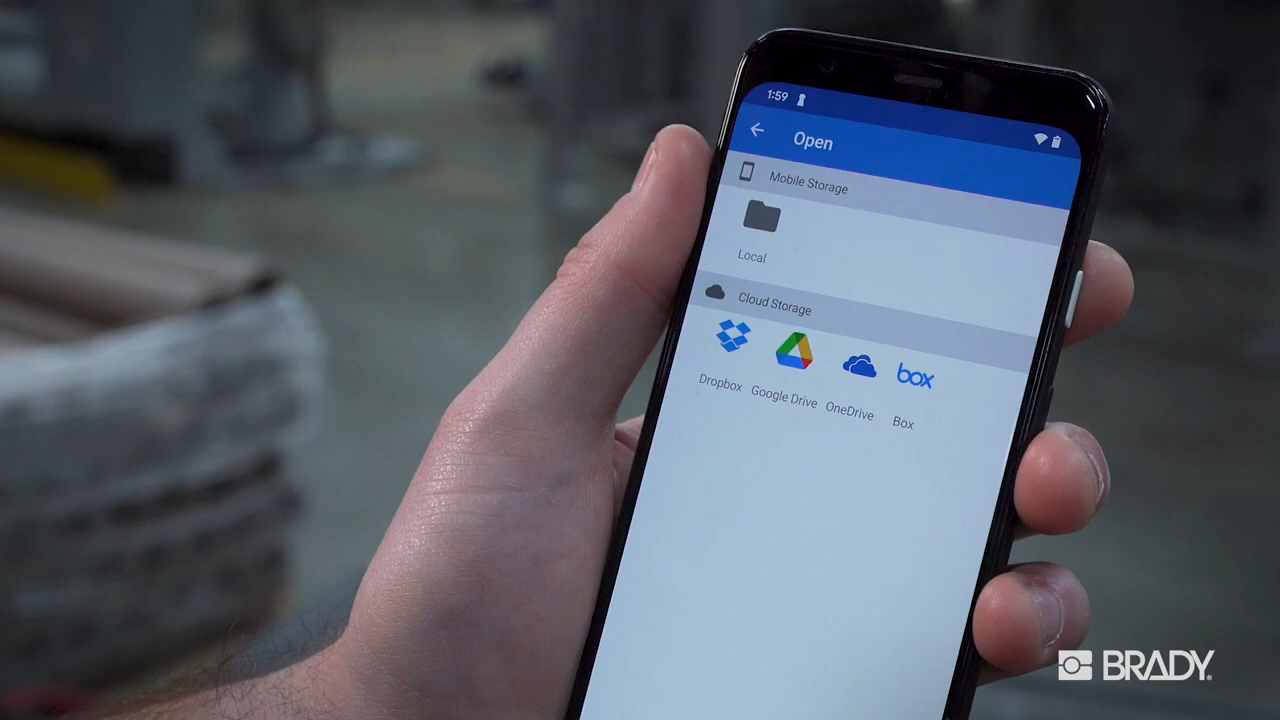 1:59
Open
Mobile Storage
Local
Cloud Storage
box
Dropbox
Google Drive
OneDrive
Box
BRADY